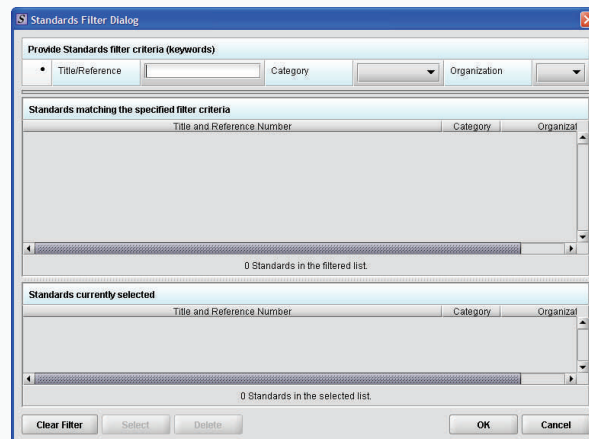 Standards Filter Dialog
Provide Standards filter criteria (keywords)
• Title/Reference Category Organization
Standards matching the specified filter criteria
Title and Reference Number Category Organizat
0 Standards in the filtered list.
Standards currently selected
Title and Reference Number Category Organizat
0 Standards in the selected list.
Clear Filter Select Delete OK Cancel